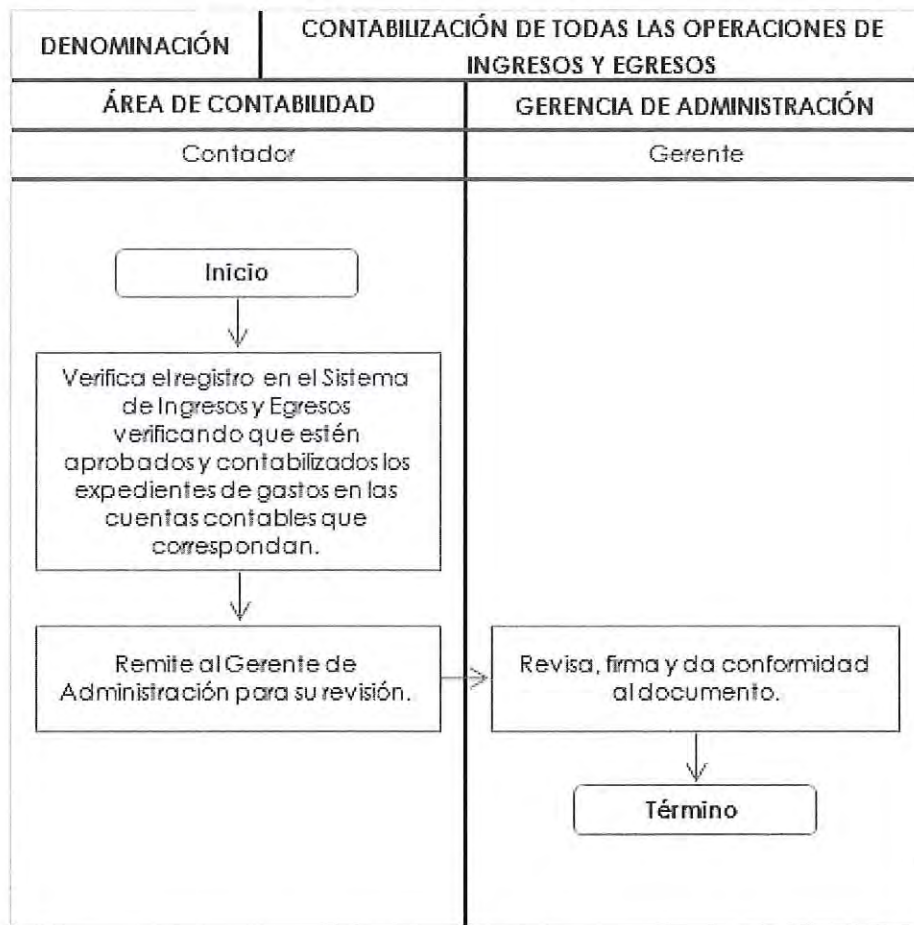 DENOMINACIÓN
CONTABILIZACIÓN DE TODAS LAS OPERACIONES DE
INGRESOS Y EGRESOS
ÁREA DE CONTABILIDAD
GERENCIA DE ADMINISTRACIÓN
Contador
Gerente
Inicio
Verifica el registro en el Sistema
de Ingresos y Egresos
verificando que estén
aprobados y contabilizados los
expedientes de gastos en las
cuentas contables que
correspondan.
Remite al Gerente de
Administración para su revisión.
Revisa, firma y da conformidad
al documento.
Término